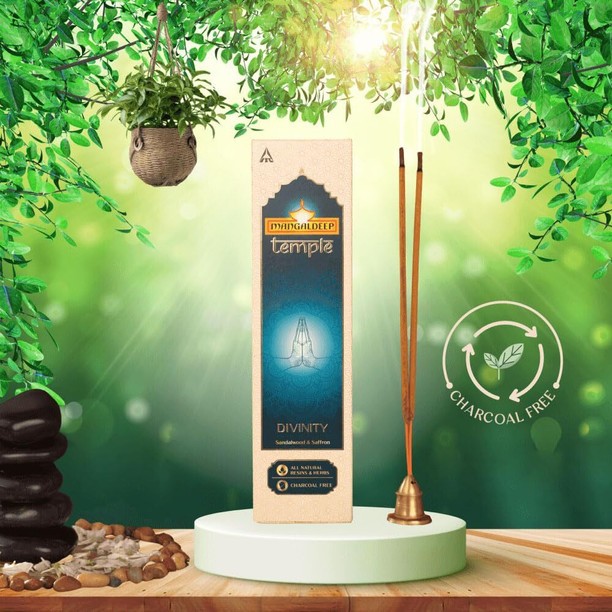 MANGALDEEP
temple
DIVINITY
Sandalwood & Saffron
ALL NATURAL
RESINS & HERBS
CHARCOAL FREE
CHARCOAL FREE